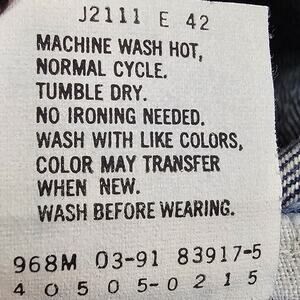 J2111 E 42
MACHINE WASH HOT,
NORMAL CYCLE.
TUMBLE DRY.
NO IRONING NEEDED.
WASH WITH LIKE COLORS,
COLOR MAY TRANSFER
WHEN NEW.
WASH BEFORE WEARING.
968M 03-91 83917-5
40505-0215